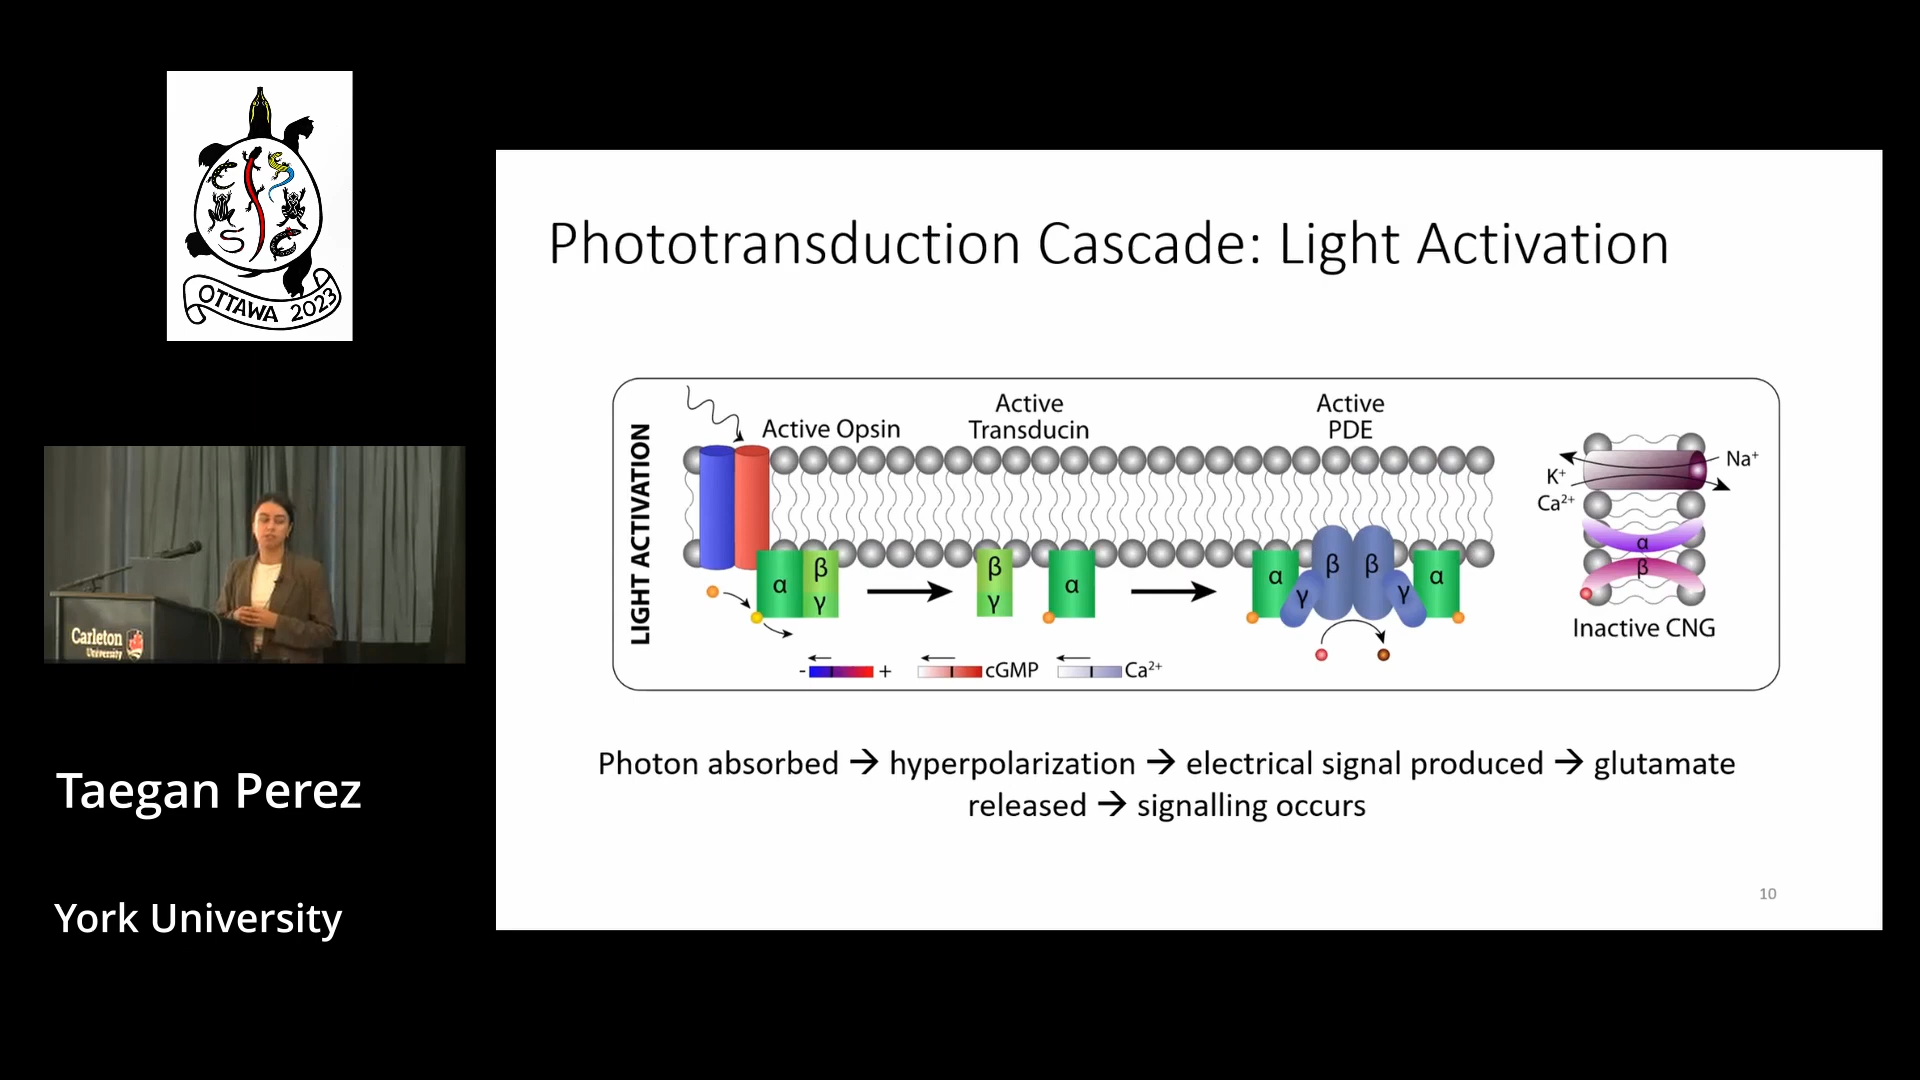 OTTAWA 2023
Carleton
University
Taegan Perez
York University
Phototransduction Cascade: Light Activation
LIGHT ACTIVATION
Active Opsin
Active
Transducin
Active
PDE
α
β
γ
β
γ
α
α
γ
β
β
γ
α
- +
cGMP
Ca²⁺
Na⁺
K⁺
Ca²⁺
α
β
Inactive CNG
Photon absorbed → hyperpolarization → electrical signal produced → glutamate
released → signalling occurs
10